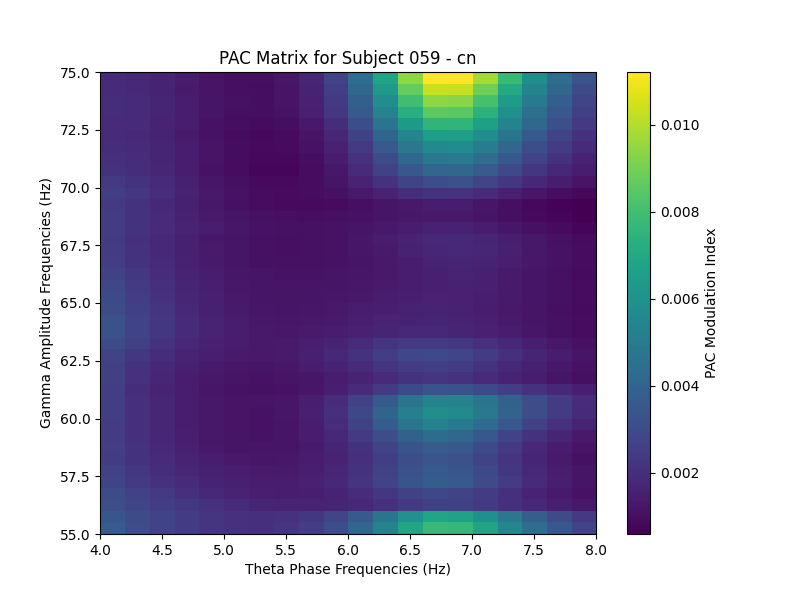 PAC Matrix for Subject 059 - cn
75.0
72.5
70.0
67.5
65.0
62.5
60.0
57.5
55.0
Gamma Amplitude Frequencies (Hz)
4.0 4.5 5.0 5.5 6.0 6.5 7.0 7.5 8.0
Theta Phase Frequencies (Hz)
0.010
0.008
0.006
0.004
0.002
PAC Modulation Index